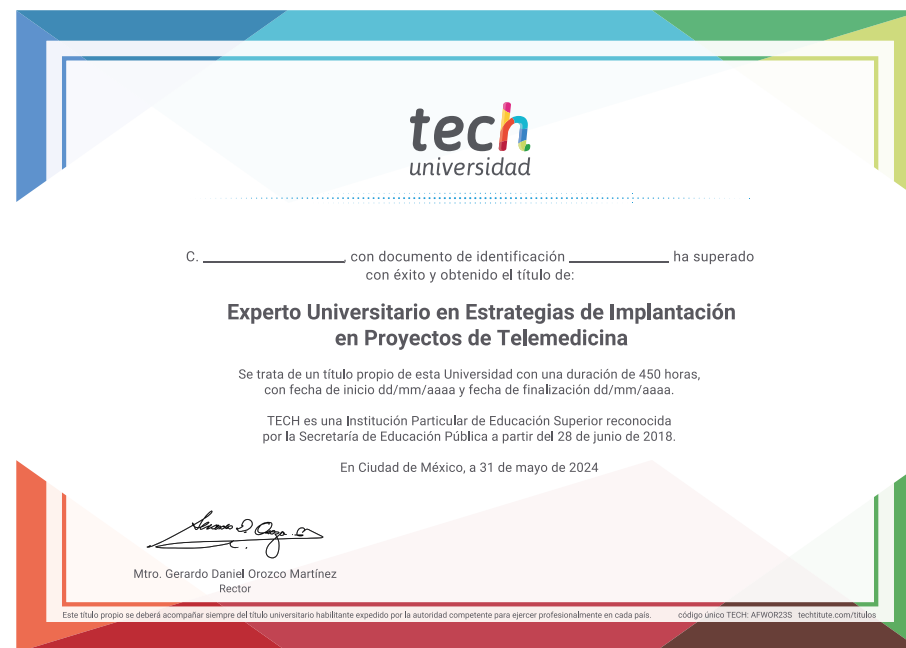 tech
universidad
C. ____________________, con documento de identificación ______________ ha superado
con éxito y obtenido el título de:
Experto Universitario en Estrategias de Implantación
en Proyectos de Telemedicina
Se trata de un título propio de esta Universidad con una duración de 450 horas,
con fecha de inicio dd/mm/aaaa y fecha de finalización dd/mm/aaaa.
TECH es una Institución Particular de Educación Superior reconocida
por la Secretaría de Educación Pública a partir del 28 de junio de 2018.
En Ciudad de México, a 31 de mayo de 2024
Mtro. Gerardo Daniel Orozco Martínez
Rector
Este título propio se deberá acompañar siempre del título universitario habilitante expedido por la autoridad competente para ejercer profesionalmente en cada país. código único TECH: AFWOR23S techtitute.com/titulos